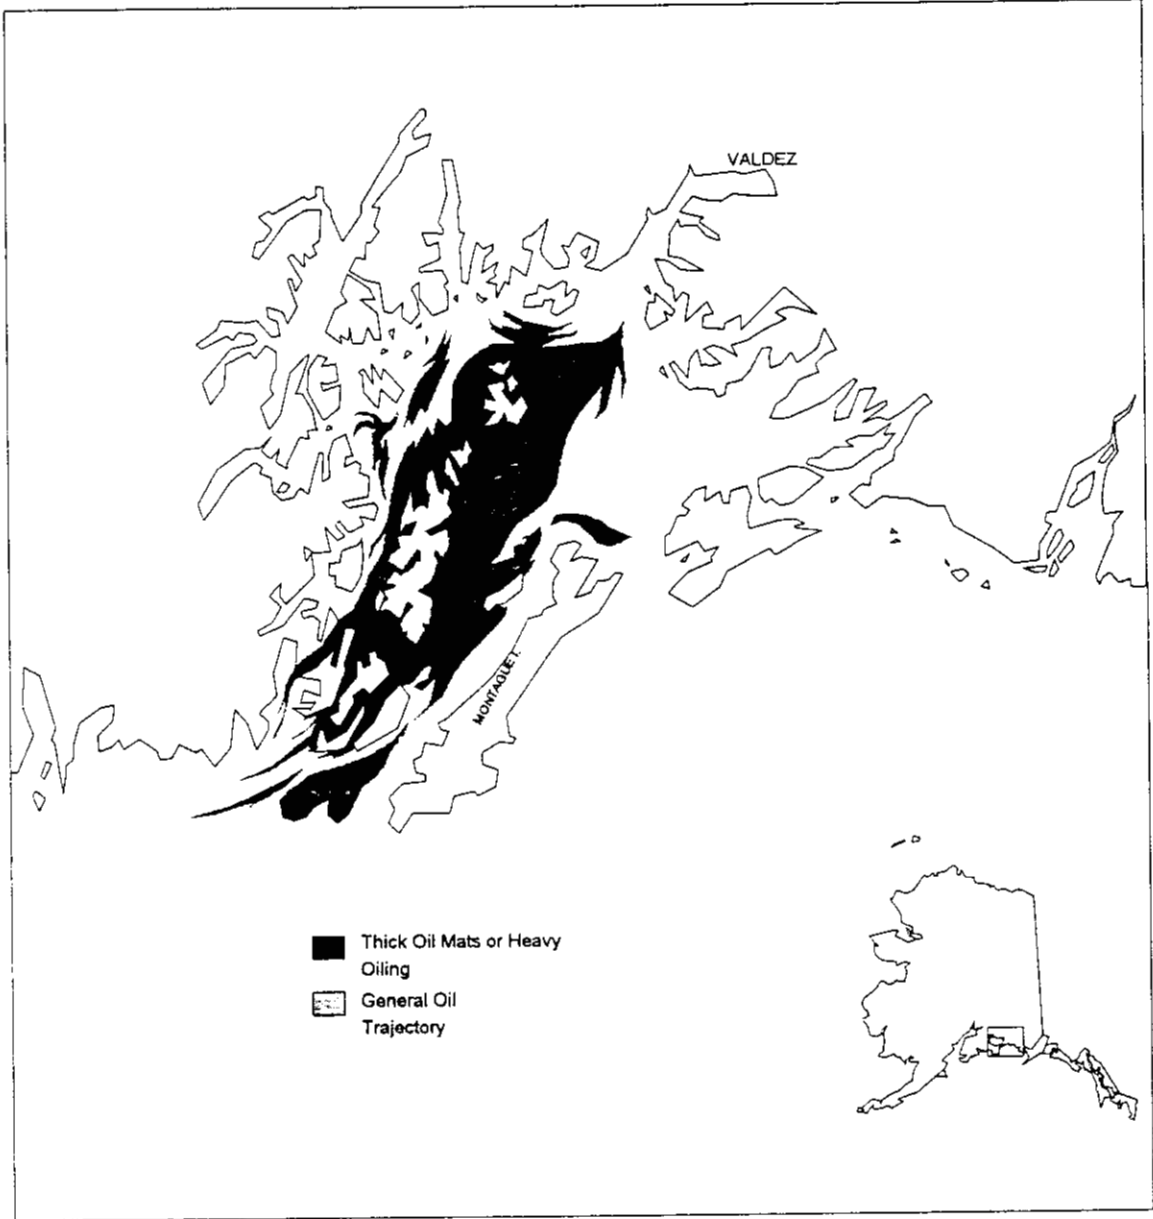 VALDEZ
MONTAGUE I.
Thick Oil Mats or Heavy
Oiling
General Oil
Trajectory